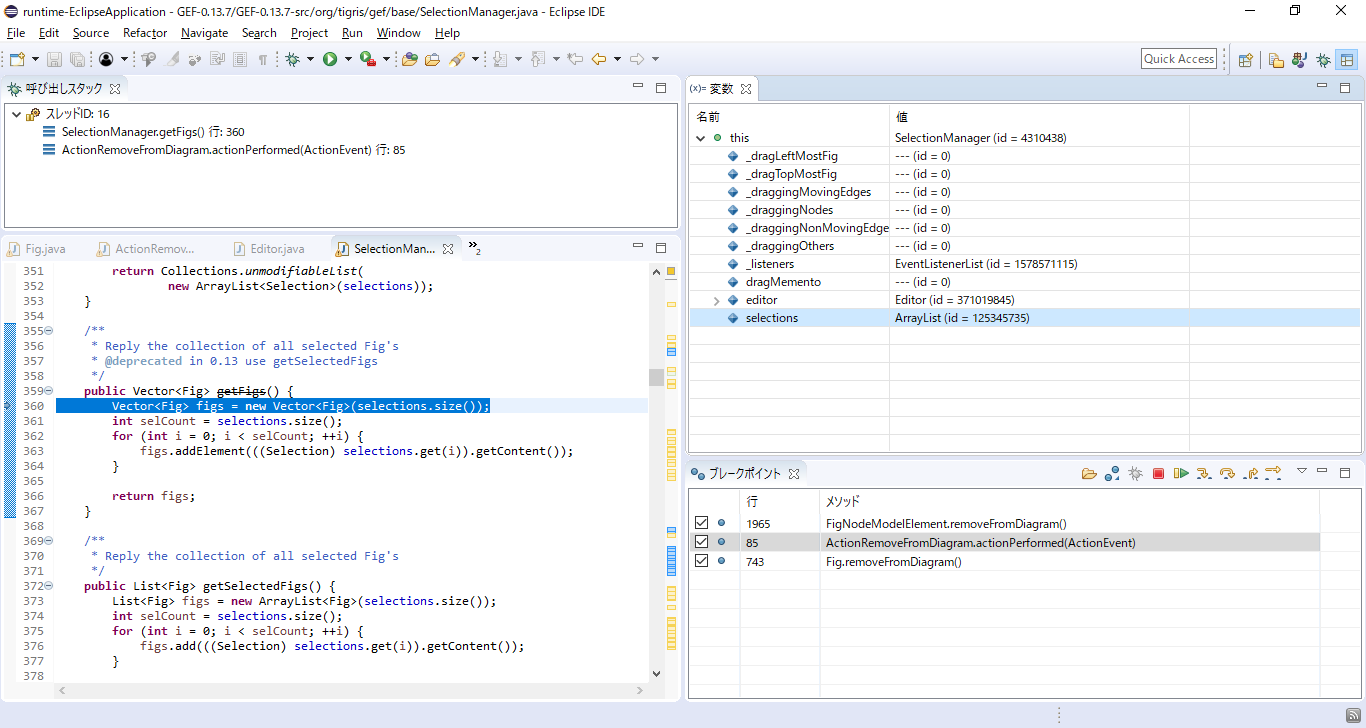 runtime-EclipseApplication - GEF-0.13.7/GEF-0.13.7-src/org/tigris/gef/base/SelectionManager.java - Eclipse IDE
File Edit Source Refactor Navigate Search Project Run Window Help
Quick Access
呼び出しスタック
スレッドID: 16
SelectionManager.getFigs() 行: 360
ActionRemoveFromDiagram.actionPerformed(ActionEvent) 行: 85
Fig.java ActionRemov... Editor.java SelectionMan... »2
351 return Collections.unmodifiableList(
352 new ArrayList<Selection>(selections));
353 }
354
355 /**
356 * Reply the collection of all selected Fig's
357 * @deprecated in 0.13 use getSelectedFigs
358 */
359 public Vector<Fig> getFigs() {
360 Vector<Fig> figs = new Vector<Fig>(selections.size());
361 int selCount = selections.size();
362 for (int i = 0; i < selCount; ++i) {
363 figs.addElement(((Selection) selections.get(i)).getContent());
364 }
365
366 return figs;
367 }
368
369 /**
370 * Reply the collection of all selected Fig's
371 */
372 public List<Fig> getSelectedFigs() {
373 List<Fig> figs = new ArrayList<Fig>(selections.size());
374 int selCount = selections.size();
375 for (int i = 0; i < selCount; ++i) {
376 figs.add(((Selection) selections.get(i)).getContent());
377 }
378
(x)= 変数
名前 値
this SelectionManager (id = 4310438)
_dragLeftMostFig --- (id = 0)
_dragTopMostFig --- (id = 0)
_draggingMovingEdges --- (id = 0)
_draggingNodes --- (id = 0)
_draggingNonMovingEdge --- (id = 0)
_draggingOthers --- (id = 0)
_listeners EventListenerList (id = 1578571115)
dragMemento --- (id = 0)
editor Editor (id = 371019845)
selections ArrayList (id = 125345735)
ブレークポイント
行 メソッド
1965 FigNodeModelElement.removeFromDiagram()
85 ActionRemoveFromDiagram.actionPerformed(ActionEvent)
743 Fig.removeFromDiagram()